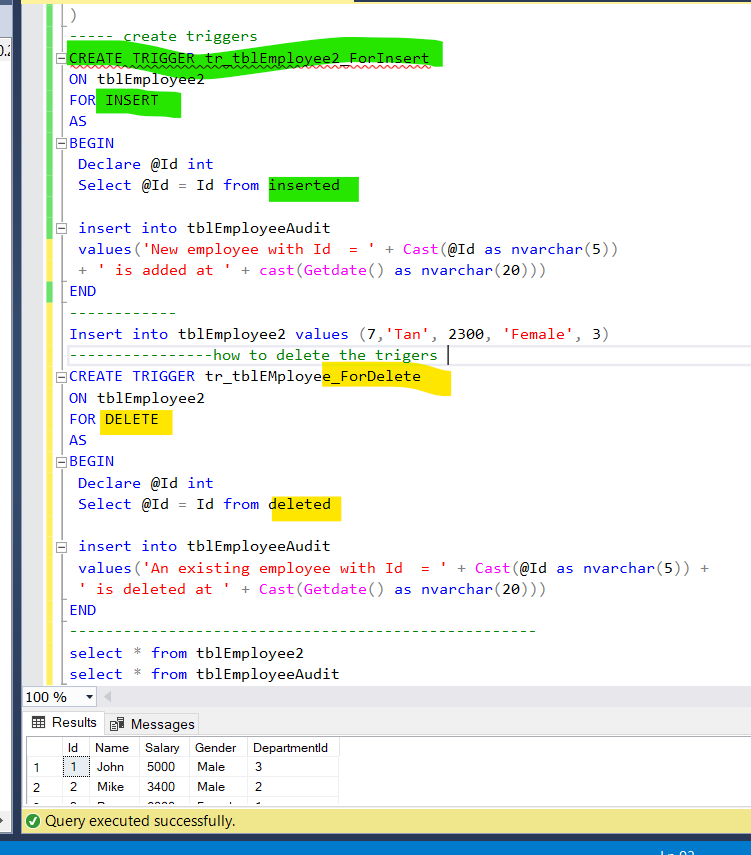 )
----- create triggers
CREATE TRIGGER tr_tblEmployee2_ForInsert
ON tblEmployee2
FOR INSERT
AS
BEGIN
Declare @Id int
Select @Id = Id from inserted
insert into tblEmployeeAudit
values('New employee with Id  = ' + Cast(@Id as nvarchar(5))
+ ' is added at ' + cast(Getdate() as nvarchar(20)))
END
------------
Insert into tblEmployee2 values (7,'Tan', 2300, 'Female', 3)
----------------how to delete the trigers
CREATE TRIGGER tr_tblEMployee_ForDelete
ON tblEmployee2
FOR DELETE
AS
BEGIN
Declare @Id int
Select @Id = Id from deleted
insert into tblEmployeeAudit
values('An existing employee with Id  = ' + Cast(@Id as nvarchar(5)) +
' is deleted at ' + Cast(Getdate() as nvarchar(20)))
END
----------------------------------------------------
select * from tblEmployee2
select * from tblEmployeeAudit
100 %
Results Messages
Id Name Salary Gender DepartmentId
1 1 John 5000 Male 3
2 2 Mike 3400 Male 2
Query executed successfully.